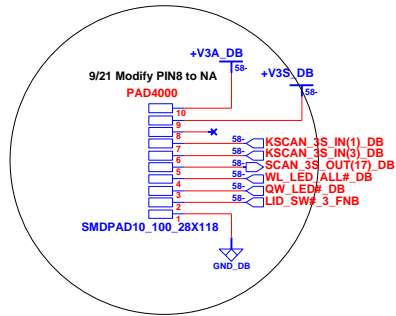 +V3A_DB
58-
+V3S_DB
58-
9/21 Modify PIN8 to NA
PAD4000
10
9
8
7
6
5
4
3
2
1
58- KSCAN_3S_IN(1)_DB
58- KSCAN_3S_IN(3)_DB
58- SCAN_3S_OUT(17)_DB
58- WL_LED_ALL#_DB
58- QW_LED#_DB
58- LID_SW#_3_FNB
SMDPAD10_100_28X118
GND_DB